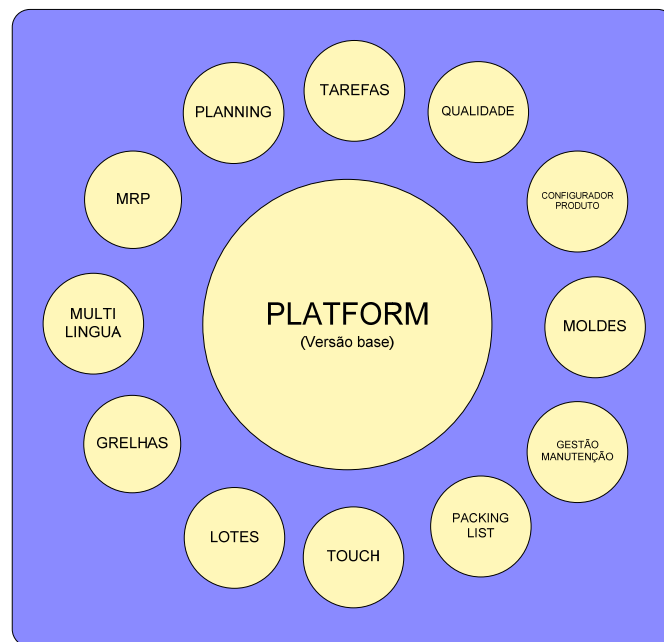 TAREFAS
PLANNING
QUALIDADE
MRP
CONFIGURADOR
PRODUTO
MULTI
LINGUA
PLATFORM
(Versão base)
MOLDES
GRELHAS
GESTÃO
MANUTENÇÃO
LOTES
TOUCH
PACKING
LIST